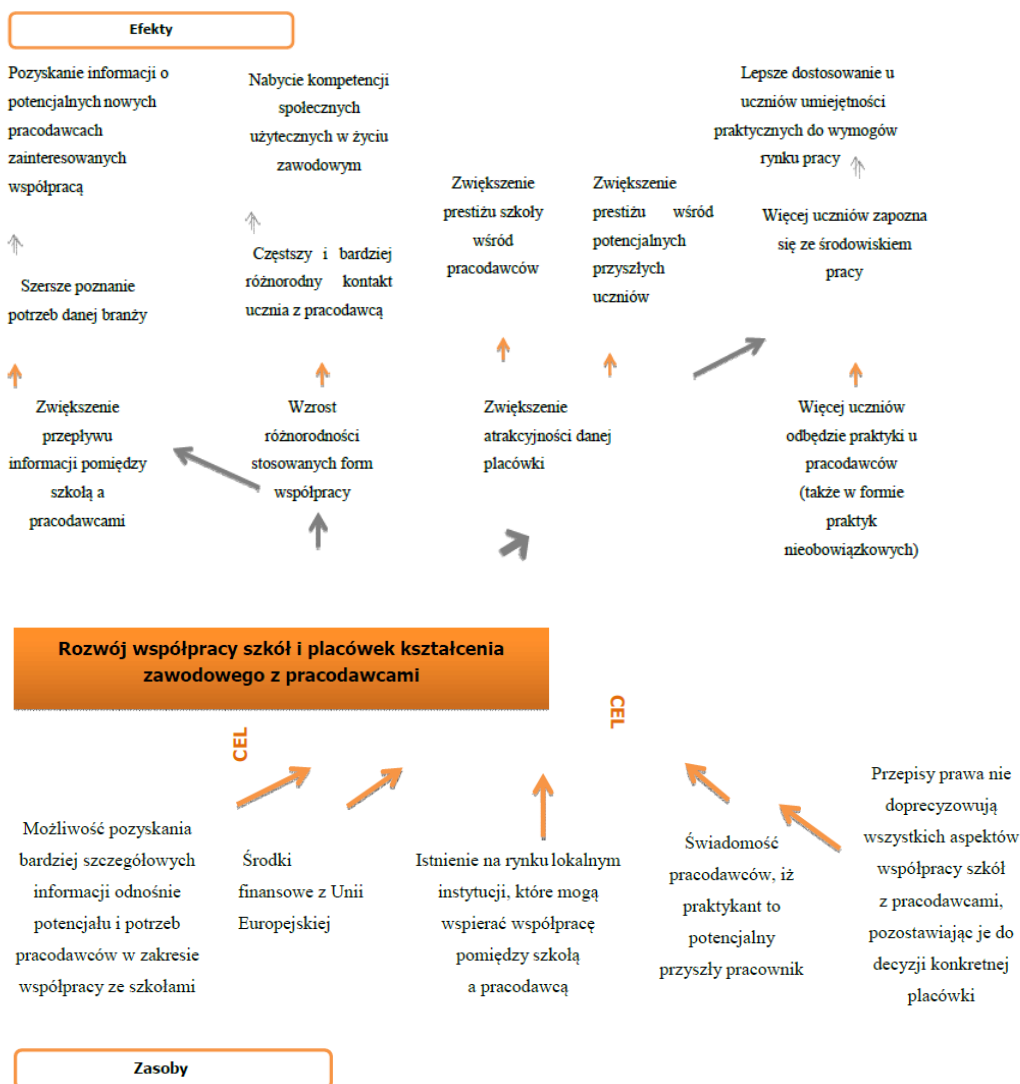 Efekty
Pozyskanie informacji o
potencjalnych nowych
pracodawcach
zainteresowanych
współpracą
Nabycie kompetencji
społecznych
użytecznych w życiu
zawodowym
Lepsze dostosowanie u
uczniów umiejętności
praktycznych do wymogów
rynku pracy
Zwiększenie
prestiżu szkoły
wśród
pracodawców
Zwiększenie
prestiżu wśród
potencjalnych
przyszłych
uczniów
Więcej uczniów zapozna
się ze środowiskiem
pracy
Szersze poznanie
potrzeb danej branży
Częstszy i bardziej
różnorodny kontakt
ucznia z pracodawcą
Zwiększenie
przepływu
informacji pomiędzy
szkołą a
pracodawcami
Wzrost
różnorodności
stosowanych form
współpracy
Zwiększenie
atrakcyjności danej
placówki
Więcej uczniów
odbędzie praktyki u
pracodawców
(także w formie
praktyk
nieobowiązkowych)
Rozwój współpracy szkół i placówek kształcenia
zawodowego z pracodawcami
CEL
CEL
Możliwość pozyskania
bardziej szczegółowych
informacji odnośnie
potencjału i potrzeb
pracodawców w zakresie
współpracy ze szkołami
Środki
finansowe z Unii
Europejskiej
Istnienie na rynku lokalnym
instytucji, które mogą
wspierać współpracę
pomiędzy szkołą
a pracodawcą
Świadomość
pracodawców, iż
praktykant to
potencjalny
przyszły pracownik
Przepisy prawa nie
doprecyzowują
wszystkich aspektów
współpracy szkół
z pracodawcami,
pozostawiając je do
decyzji konkretnej
placówki
Zasoby